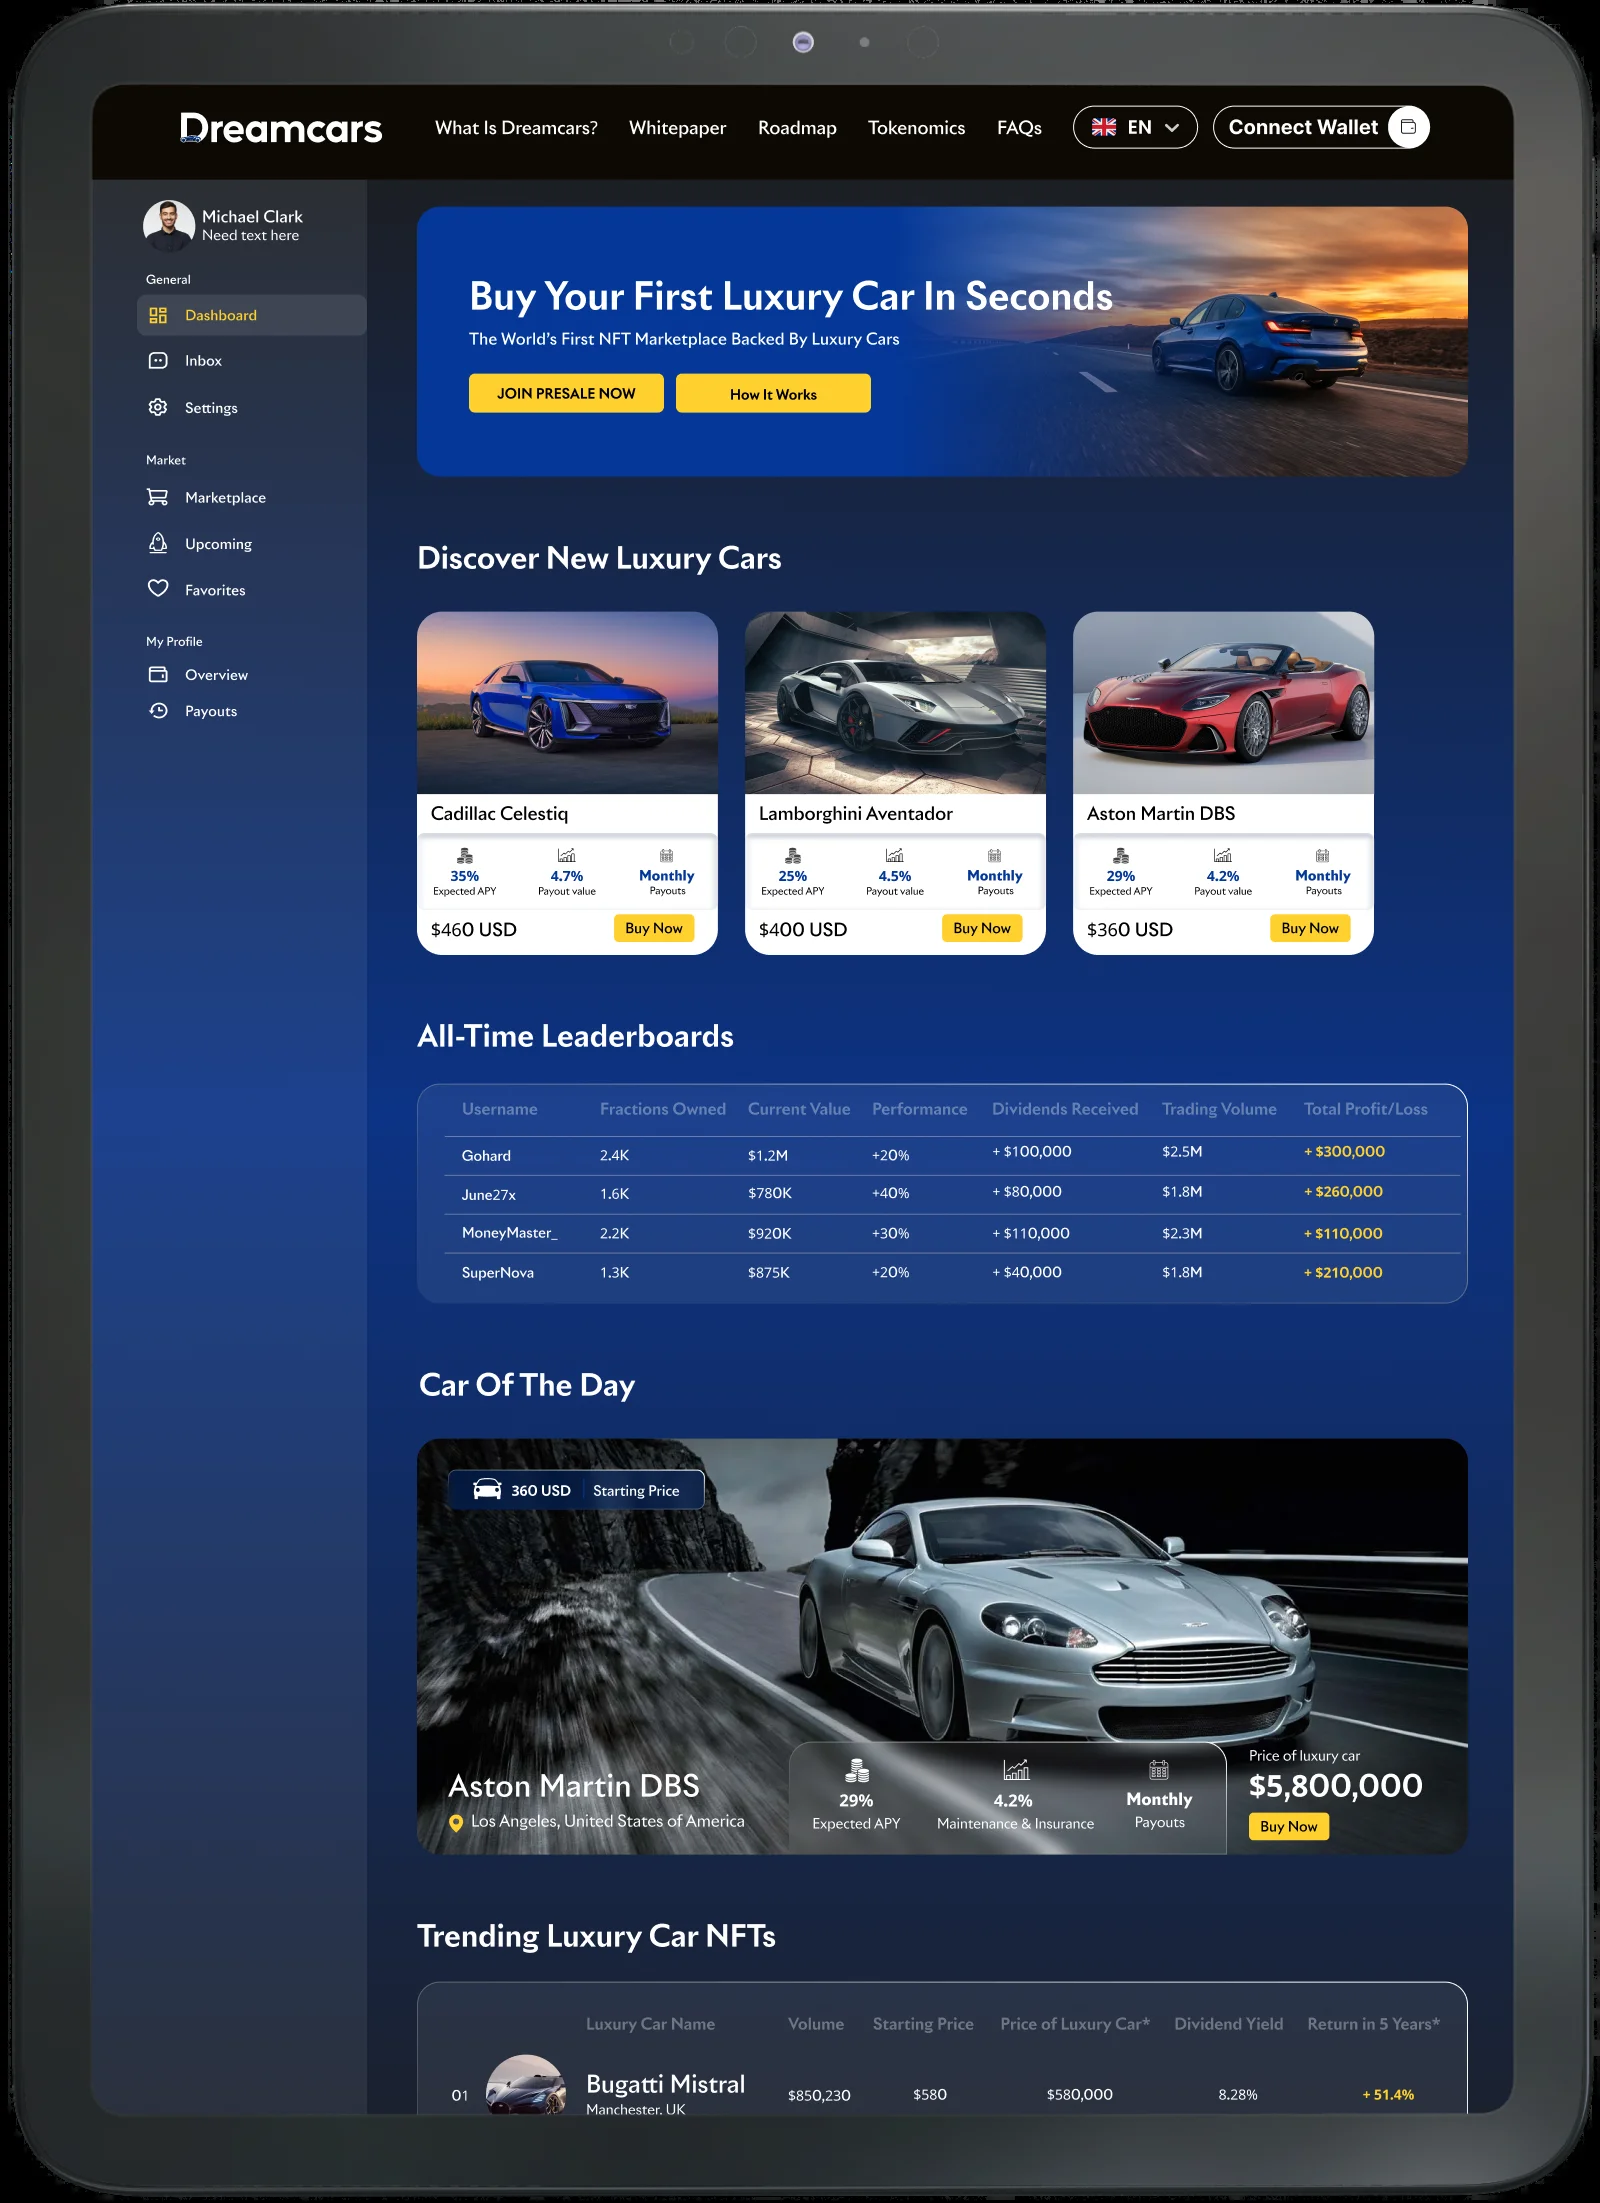 Dreamcars
What Is Dreamcars?
Whitepaper
Roadmap
Tokenomics
FAQs
EN
Connect Wallet
Michael Clark
Need text here
General
Dashboard
Inbox
Settings
Market
Marketplace
Upcoming
Favorites
My Profile
Overview
Payouts
Buy Your First Luxury Car In Seconds
The World's First NFT Marketplace Backed By Luxury Cars
JOIN PRESALE NOW
How It Works
Discover New Luxury Cars
Cadillac Celestiq
35% 4.7% Monthly
Expected APY Payout value Payouts
$460 USD Buy Now
Lamborghini Aventador
25% 4.5% Monthly
Expected APY Payout value Payouts
$400 USD Buy Now
Aston Martin DBS
29% 4.2% Monthly
Expected APY Payout value Payouts
$360 USD Buy Now
All-Time Leaderboards
Username Fractions Owned Current Value Performance Dividends Received Trading Volume Total Profit/Loss
Gohard 2.4K $1.2M +20% + $100,000 $2.5M + $300,000
June27x 1.6K $780K +40% + $80,000 $1.8M + $260,000
MoneyMaster_ 2.2K $920K +30% + $110,000 $2.3M + $110,000
SuperNova 1.3K $875K +20% + $40,000 $1.8M + $210,000
Car Of The Day
360 USD Starting Price
Aston Martin DBS
Los Angeles, United States of America
29% 4.2% Monthly
Expected APY Maintenance & Insurance Payouts
Price of luxury car
$5,800,000
Buy Now
Trending Luxury Car NFTs
Luxury Car Name Volume Starting Price Price of Luxury Car* Dividend Yield Return in 5 Years*
01 Bugatti Mistral $850,230 $580 $580,000 8.28% + 51.4%
Manchester, UK